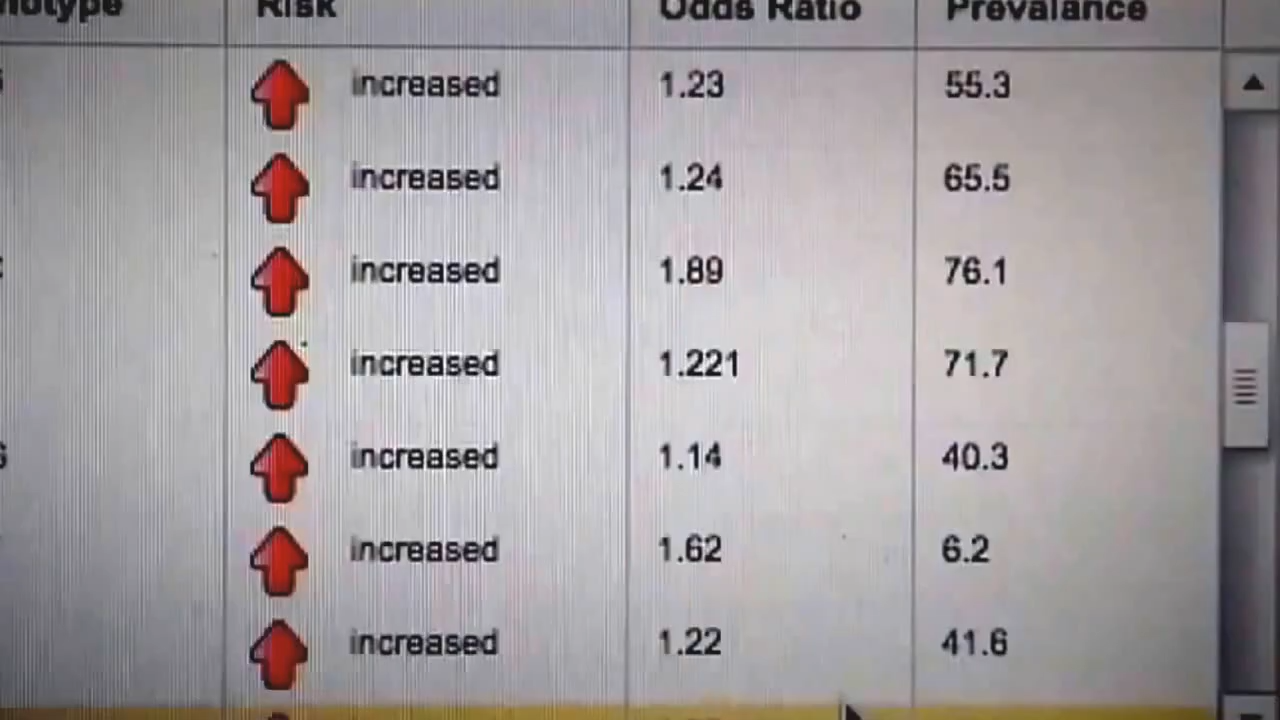 Risk Odds Ratio Prevalance
increased 1.23 55.3
increased 1.24 65.5
increased 1.89 76.1
increased 1.221 71.7
increased 1.14 40.3
increased 1.62 6.2
increased 1.22 41.6